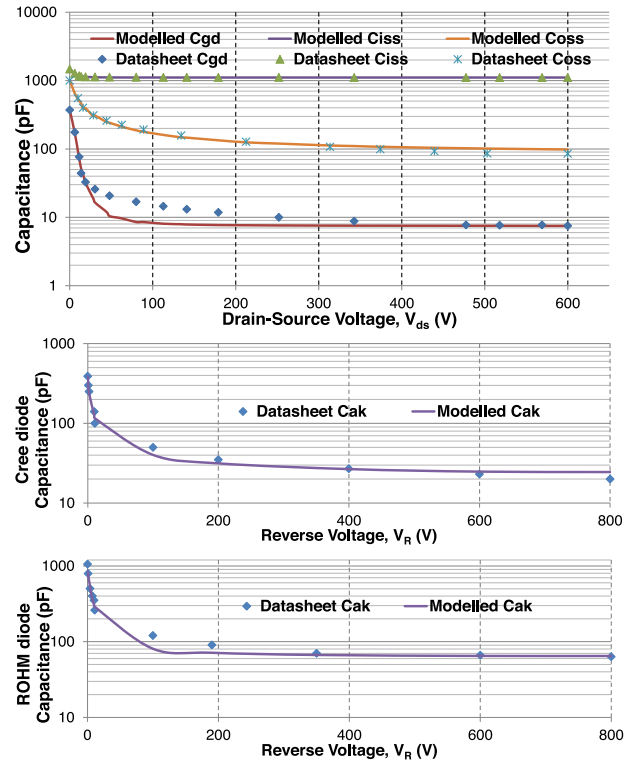 10000
1000
100
10
1
Capacitance (pF)
Modelled Cgd Modelled Ciss Modelled Coss
Datasheet Cgd Datasheet Ciss Datasheet Coss
0 100 200 300 400 500 600
Drain-Source Voltage, Vds (V)
1000
100
10
Cree diode
Capacitance (pF)
Datasheet Cak Modelled Cak
0 200 400 600 800
Reverse Voltage, VR (V)
1000
100
10
ROHM diode
Capacitance (pF)
Datasheet Cak Modelled Cak
0 200 400 600 800
Reverse Voltage, VR (V)